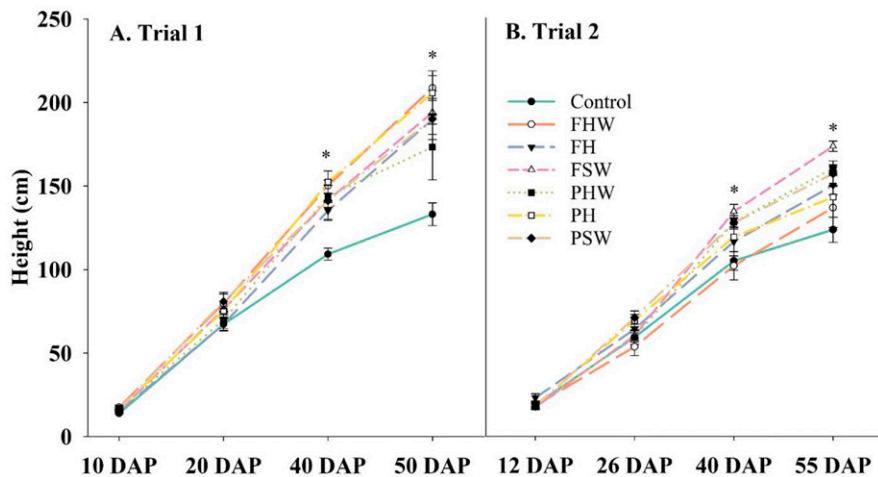 A. Trial 1
B. Trial 2
Height (cm)
250
200
150
100
50
0
*
*
*
*
Control
FHW
FH
FSW
PHW
PH
PSW
10 DAP 20 DAP 40 DAP 50 DAP 12 DAP 26 DAP 40 DAP 55 DAP